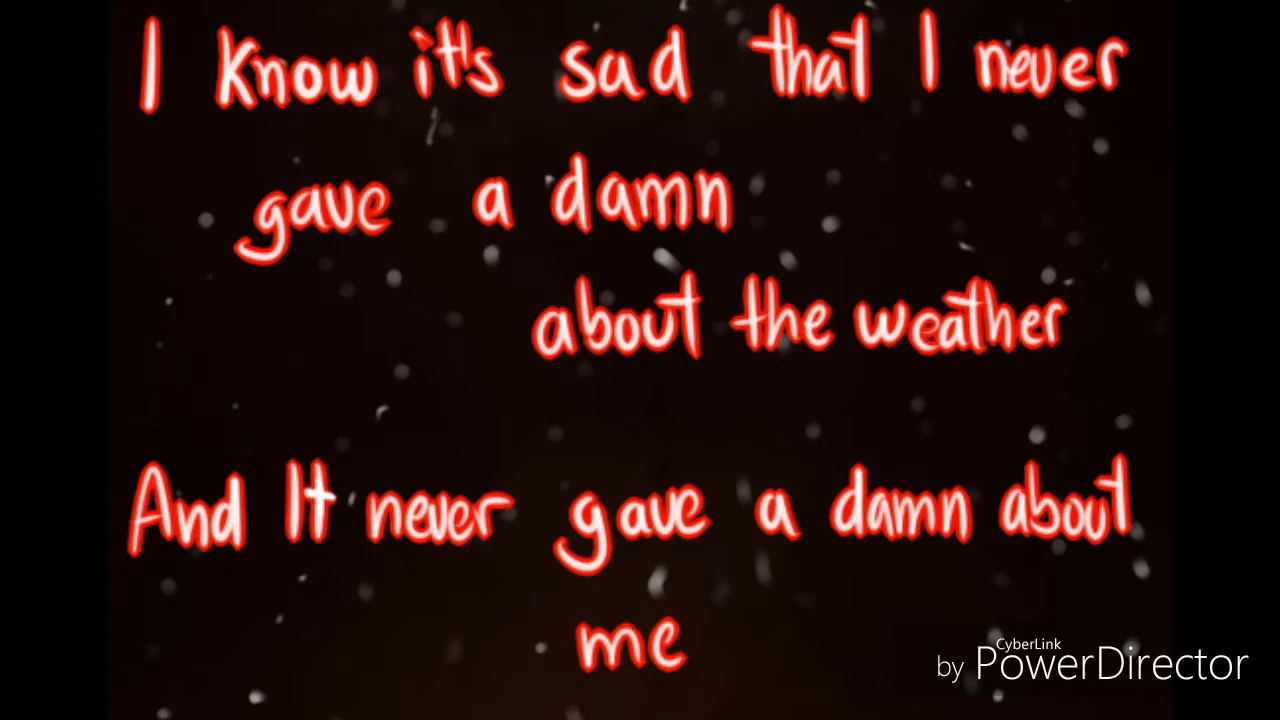 I know it's sad that I never
gave a damn
about the weather
And It never gave a damn about
me
CyberLink
by PowerDirector